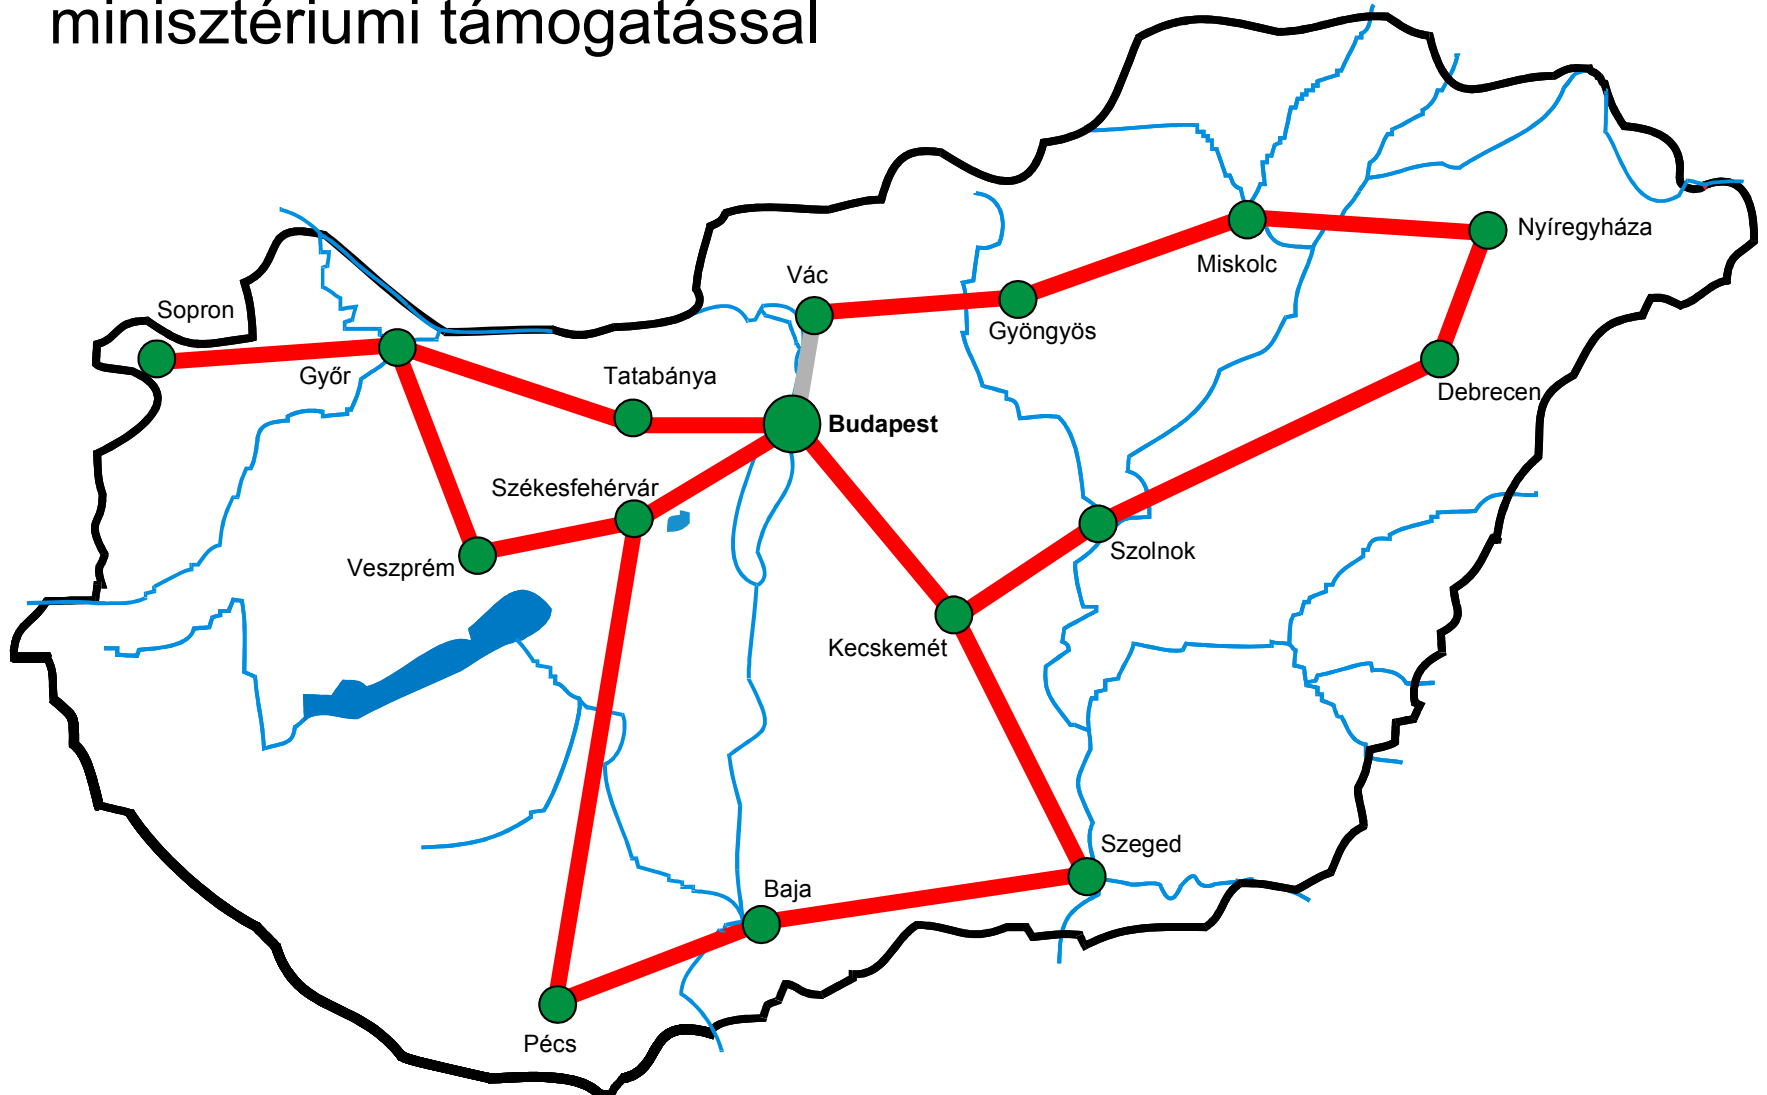 minisztériumi támogatással
Nyíregyháza
Miskolc
Vác
Sopron
Gyöngyös
Győr
Tatabánya
Debrecen
Budapest
Székesfehérvár
Szolnok
Veszprém
Kecskemét
Szeged
Baja
Pécs